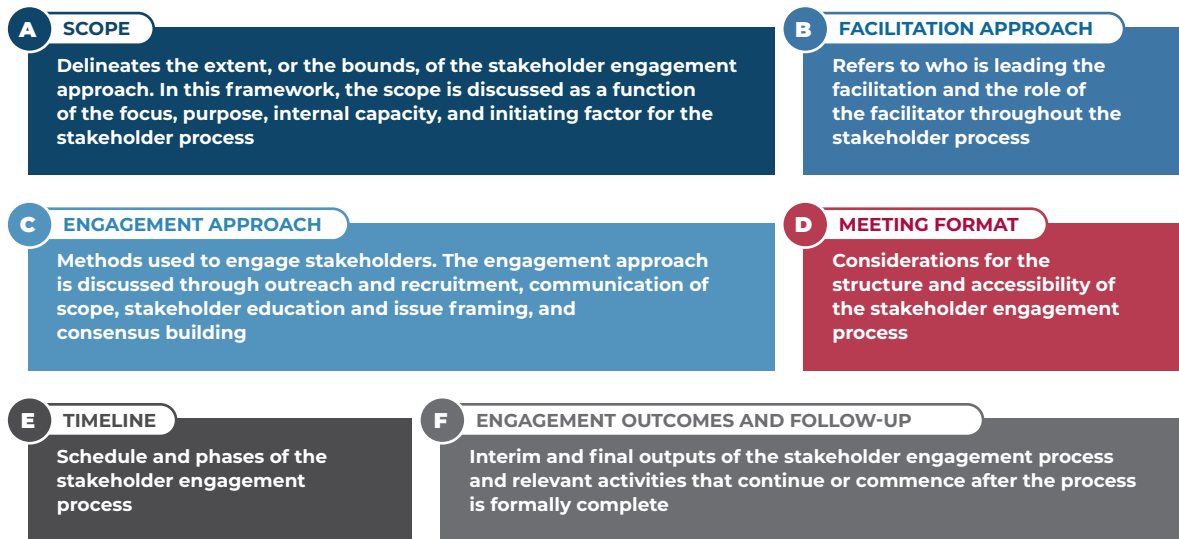 A SCOPE
Delineates the extent, or the bounds, of the stakeholder engagement
approach. In this framework, the scope is discussed as a function
of the focus, purpose, internal capacity, and initiating factor for the
stakeholder process
B FACILITATION APPROACH
Refers to who is leading the
facilitation and the role of
the facilitator throughout the
stakeholder process
C ENGAGEMENT APPROACH
Methods used to engage stakeholders. The engagement approach
is discussed through outreach and recruitment, communication of
scope, stakeholder education and issue framing, and
consensus building
D MEETING FORMAT
Considerations for the
structure and accessibility of
the stakeholder engagement
process
E TIMELINE
Schedule and phases of the
stakeholder engagement
process
F ENGAGEMENT OUTCOMES AND FOLLOW-UP
Interim and final outputs of the stakeholder engagement process
and relevant activities that continue or commence after the process
is formally complete